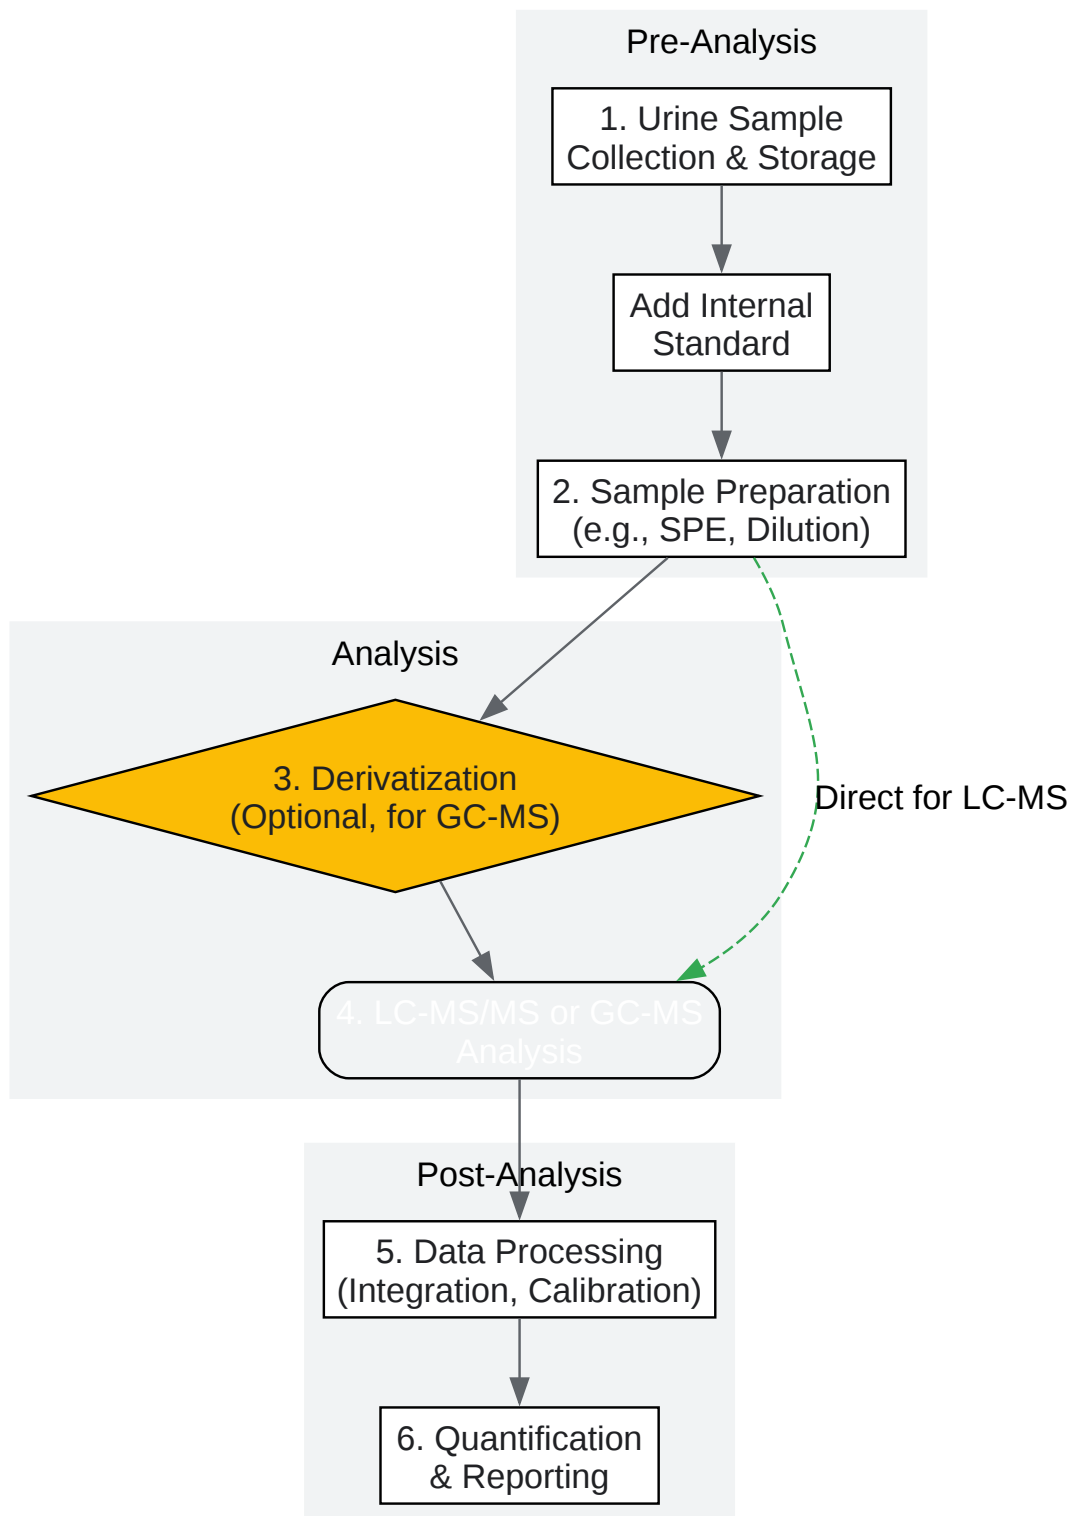 Pre-Analysis
1. Urine Sample
Collection & Storage
Add Internal
Standard
2. Sample Preparation
(e.g., SPE, Dilution)
Analysis
3. Derivatization
(Optional, for GC-MS)
Direct for LC-MS
4. LC-MS/MS or GC-MS
Analysis
Post-Analysis
5. Data Processing
(Integration, Calibration)
6. Quantification
& Reporting